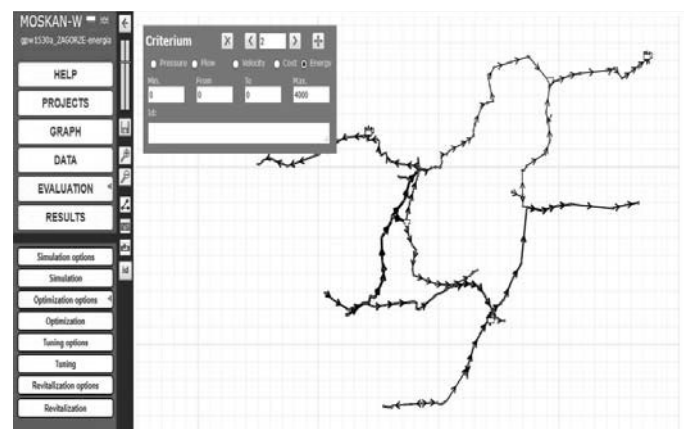 MOSKAN-W
gpw1530a_ZAGORZE-energia
HELP
PROJECTS
GRAPH
DATA
EVALUATION
RESULTS
Simulation options
Simulation
Optimization options
Optimization
Tuning options
Tuning
Revitalization options
Revitalization
Id
Criterium X < 2 >
Pressure Flow Velocity Cost Energy
Min. From To Max.
0 0 0 4000
Id: